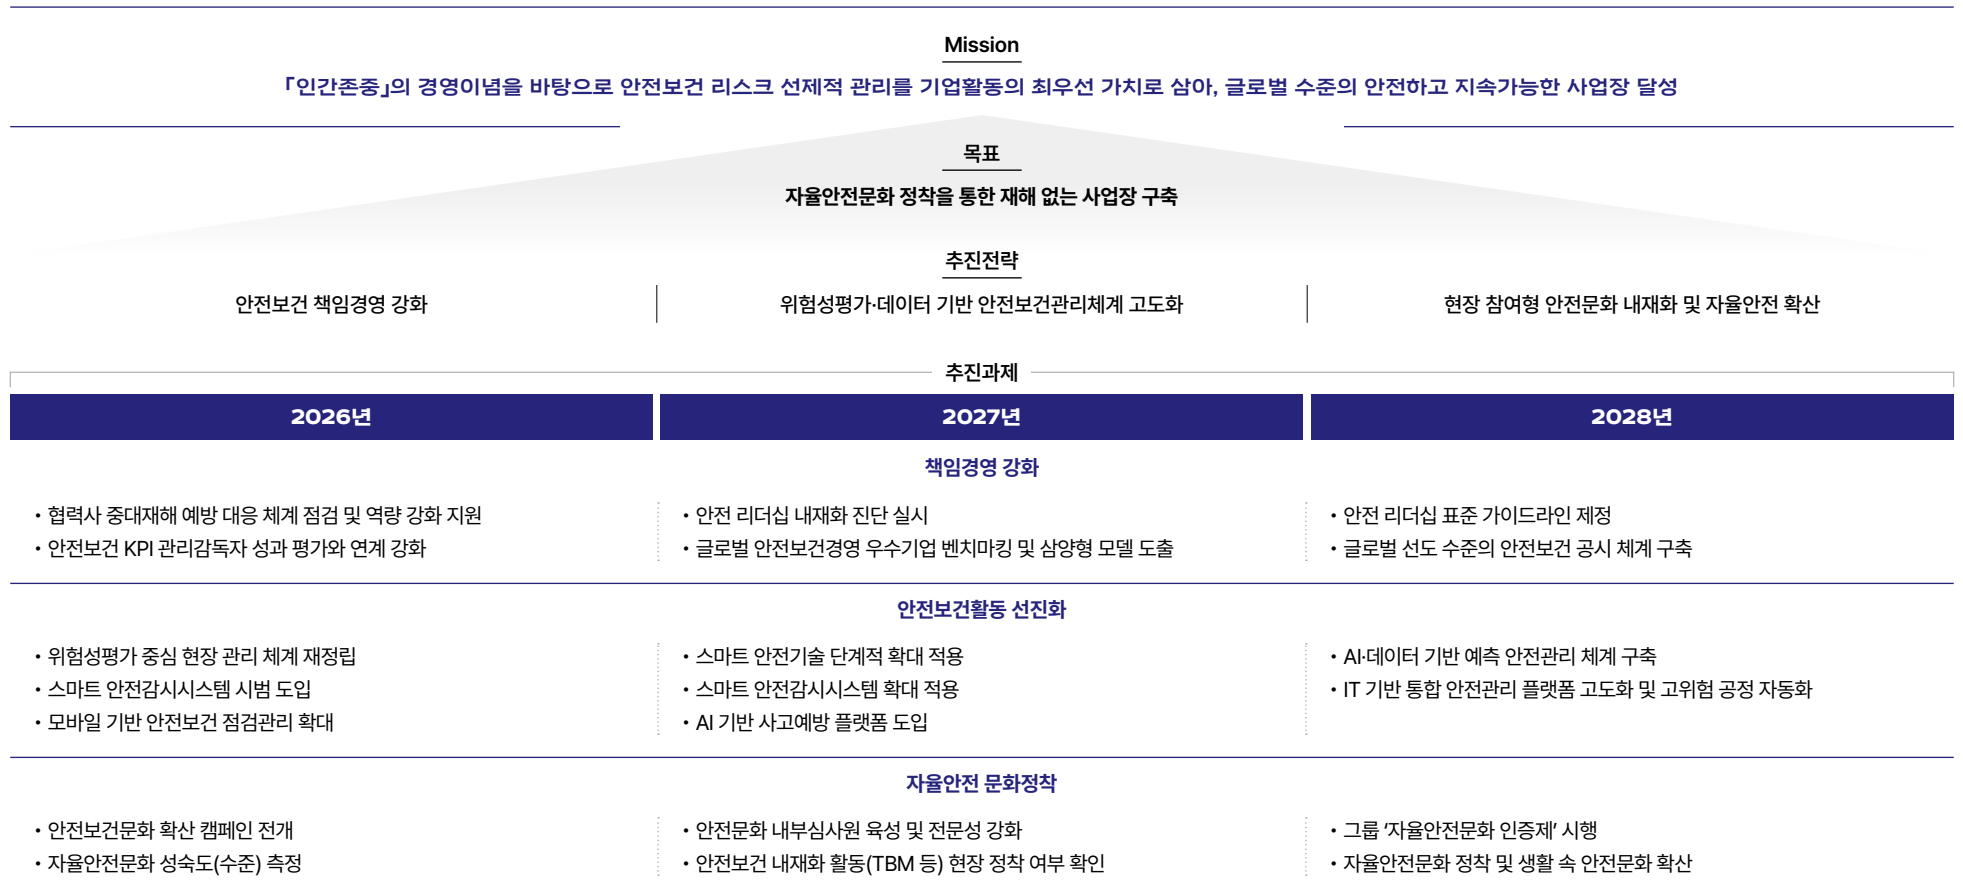 Mission
「인간존중」의 경영이념을 바탕으로 안전보건 리스크 선제적 관리를 기업활동의 최우선 가치로 삼아, 글로벌 수준의 안전하고 지속가능한 사업장 달성
목표
자율안전문화 정착을 통한 재해 없는 사업장 구축
추진전략
안전보건 책임경영 강화
위험성평가·데이터 기반 안전보건관리체계 고도화
현장 참여형 안전문화 내재화 및 자율안전 확산
추진과제
2026년
2027년
2028년
책임경영 강화
• 협력사 중대재해 예방 대응 체계 점검 및 역량 강화 지원
• 안전보건 KPI 관리감독자 성과 평가와 연계 강화
• 안전 리더십 내재화 진단 실시
• 글로벌 안전보건경영 우수기업 벤치마킹 및 삼양형 모델 도출
• 안전 리더십 표준 가이드라인 제정
• 글로벌 선도 수준의 안전보건 공시 체계 구축
안전보건활동 선진화
• 위험성평가 중심 현장 관리 체계 재정립
• 스마트 안전감시시스템 시범 도입
• 모바일 기반 안전보건 점검관리 확대
• 스마트 안전기술 단계적 확대 적용
• 스마트 안전감시시스템 확대 적용
• AI 기반 사고예방 플랫폼 도입
• AI·데이터 기반 예측 안전관리 체계 구축
• IT 기반 통합 안전관리 플랫폼 고도화 및 고위험 공정 자동화
자율안전 문화정착
• 안전보건문화 확산 캠페인 전개
• 자율안전문화 성숙도(수준) 측정
• 안전문화 내부심사원 육성 및 전문성 강화
• 안전보건 내재화 활동(TBM 등) 현장 정착 여부 확인
• 그룹 ‘자율안전문화 인증제’ 시행
• 자율안전문화 정착 및 생활 속 안전문화 확산